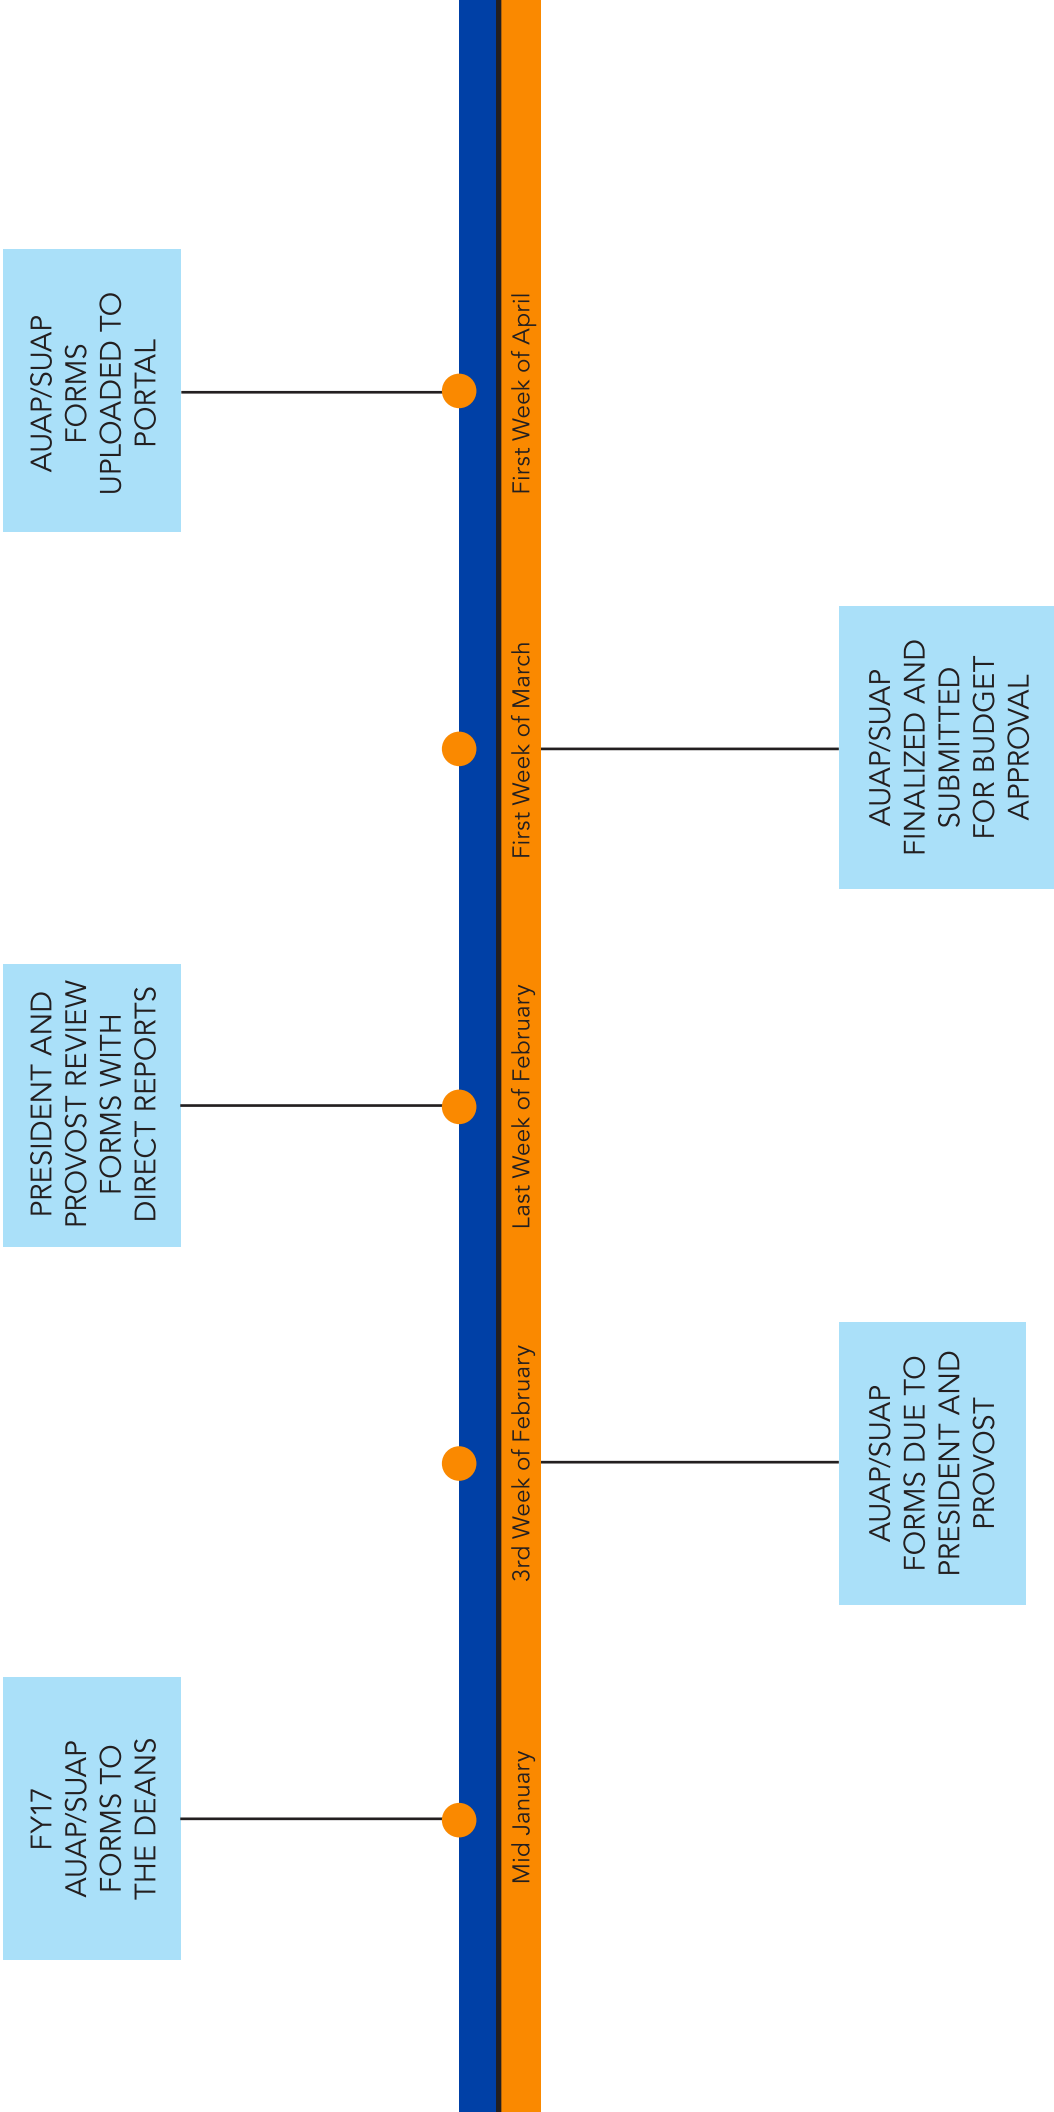 FY17
AUAP/SUAP
FORMS TO
THE DEANS
PRESIDENT AND
PROVOST REVIEW
FORMS WITH
DIRECT REPORTS
AUAP/SUAP
FORMS
UPLOADED TO
PORTAL
Mid January
3rd Week of February
Last Week of February
First Week of March
First Week of April
AUAP/SUAP
FORMS DUE TO
PRESIDENT AND
PROVOST
AUAP/SUAP
FINALIZED AND
SUBMITTED
FOR BUDGET
APPROVAL